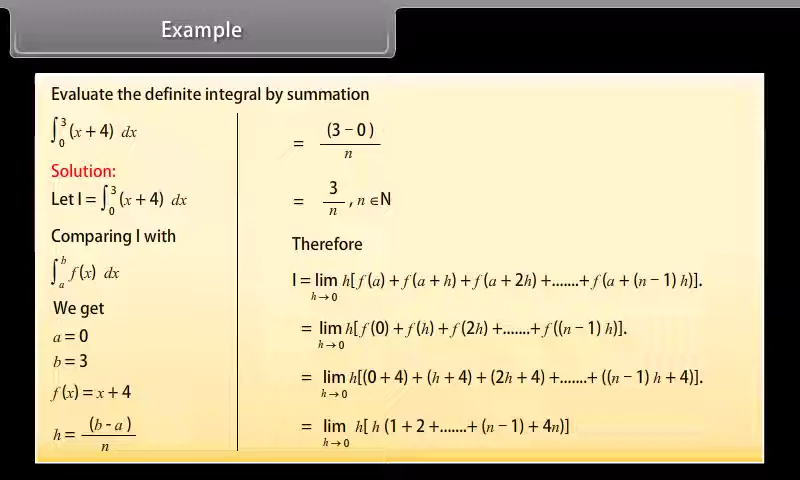 Example
Evaluate the definite integral by summation
∫₀³ (x + 4) dx
Solution:
Let I = ∫₀³ (x + 4) dx
Comparing I with
∫ₐᵇ f(x) dx
We get
a = 0
b = 3
f(x) = x + 4
h = (b - a) / n
= (3 − 0) / n
= 3 / n , n ∈ N
Therefore
I = lim h→0 h[f(a) + f(a + h) + f(a + 2h) +.......+ f(a + (n − 1) h)].
= lim h→0 h[f(0) + f(h) + f(2h) +.......+ f((n − 1) h)].
= lim h→0 h[(0 + 4) + (h + 4) + (2h + 4) +.......+ ((n − 1) h + 4)].
= lim h→0 h[ h (1 + 2 +.......+ (n − 1) + 4n)]